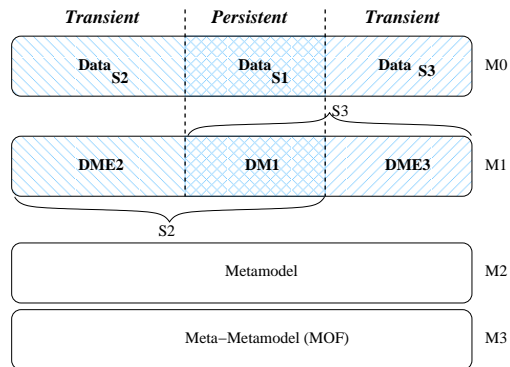 Transient Persistent Transient
Data S2 Data S1 Data S3 M0
S3
DME2 DM1 DME3 M1
S2
Metamodel M2
Meta−Metamodel (MOF) M3